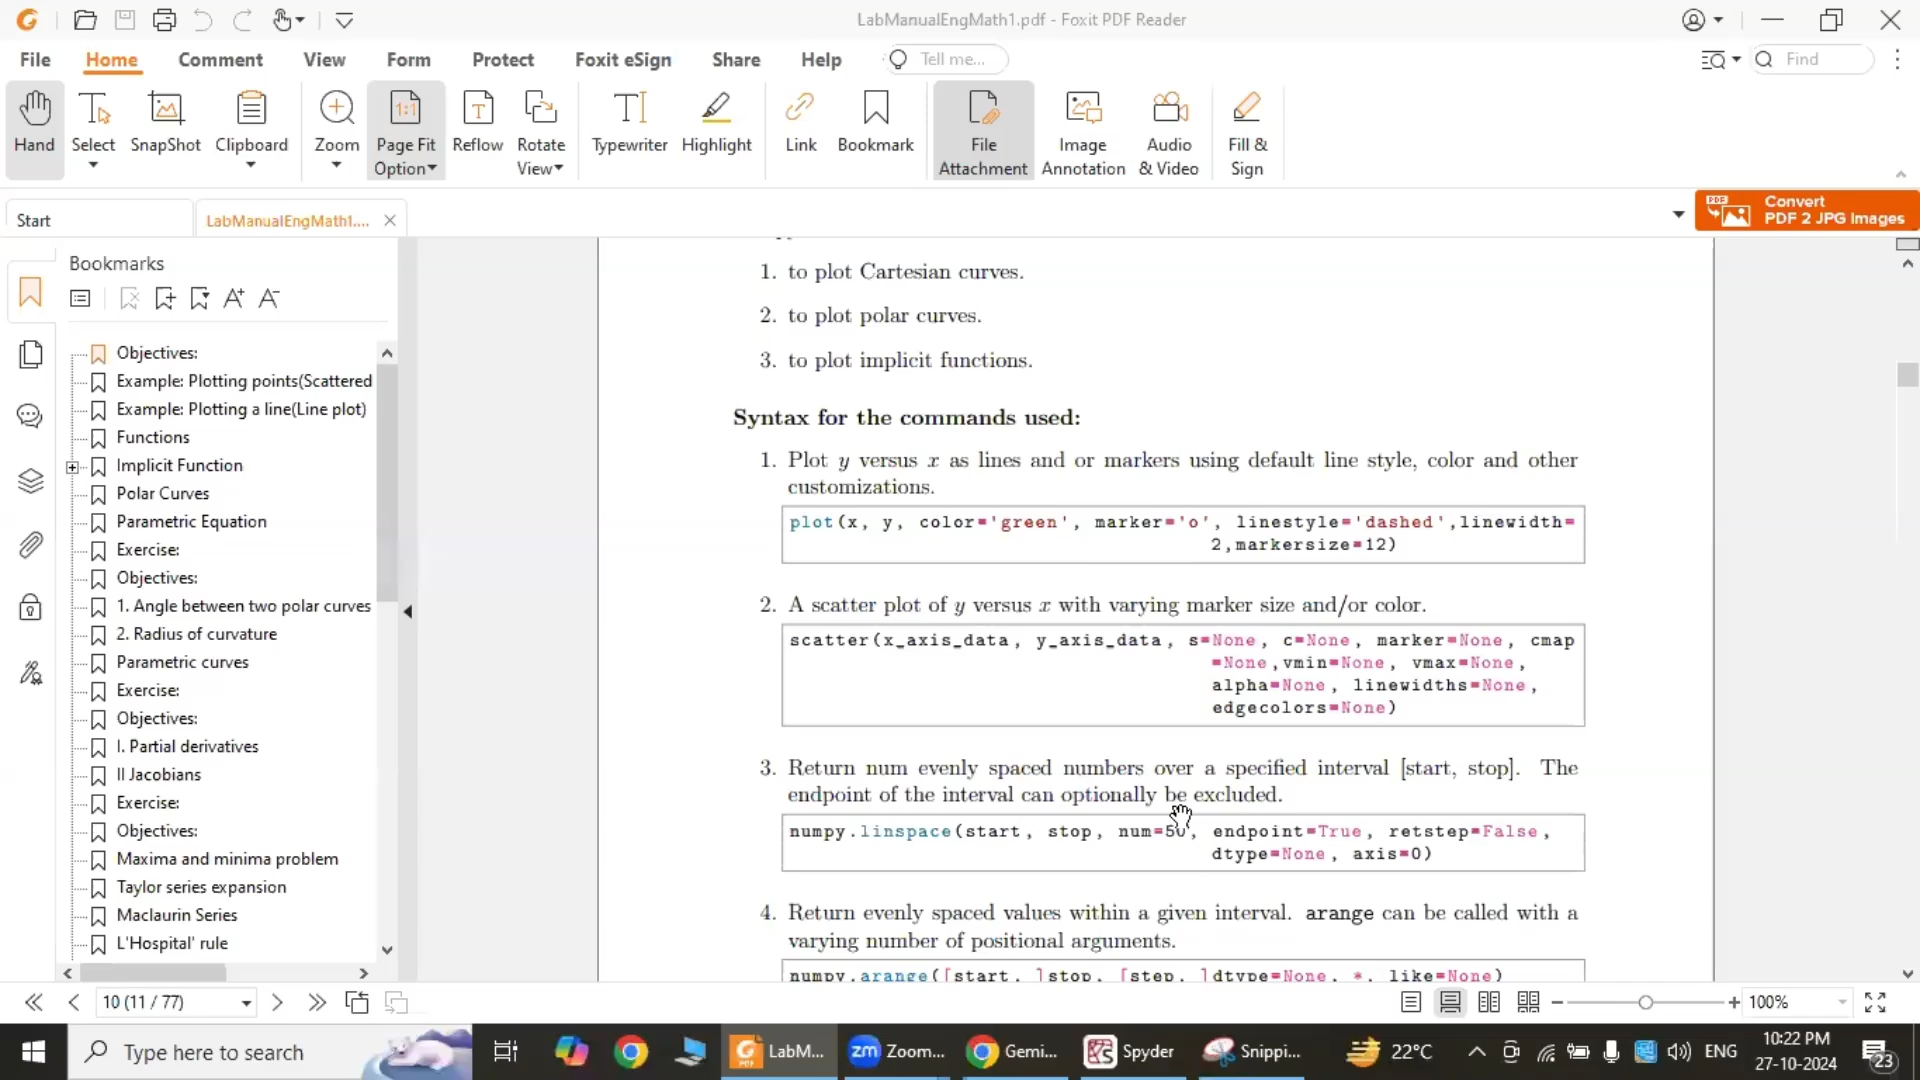 LabManualEngMath1.pdf - Foxit PDF Reader
File Home Comment View Form Protect Foxit eSign Share Help Tell me... Find
Hand Select SnapShot Clipboard Zoom Page Fit Option Reflow Rotate View Typewriter Highlight Link Bookmark File Attachment Image Annotation Audio & Video Fill & Sign
Start LabManualEngMath1....
Convert
PDF 2 JPG Images
Bookmarks
Objectives:
Example: Plotting points(Scattered
Example: Plotting a line(Line plot)
Functions
Implicit Function
Polar Curves
Parametric Equation
Exercise:
Objectives:
1. Angle between two polar curves
2. Radius of curvature
Parametric curves
Exercise:
Objectives:
I. Partial derivatives
II Jacobians
Exercise:
Objectives:
Maxima and minima problem
Taylor series expansion
Maclaurin Series
L'Hospital' rule
1. to plot Cartesian curves.
2. to plot polar curves.
3. to plot implicit functions.
Syntax for the commands used:
1. Plot y versus x as lines and or markers using default line style, color and other
customizations.
plot(x, y, color='green', marker='o', linestyle='dashed',linewidth=
2,markersize=12)
2. A scatter plot of y versus x with varying marker size and/or color.
scatter(x_axis_data, y_axis_data, s=None, c=None, marker=None, cmap
=None,vmin=None, vmax=None,
alpha=None, linewidths=None,
edgecolors=None)
3. Return num evenly spaced numbers over a specified interval [start, stop]. The
endpoint of the interval can optionally be excluded.
numpy.linspace(start, stop, num=50, endpoint=True, retstep=False,
dtype=None, axis=0)
4. Return evenly spaced values within a given interval. arange can be called with a
varying number of positional arguments.
numpy.arange([start, ]stop, [step, ]dtype=None, *, like=None)
10 (11 / 77)
100%
Type here to search
LabM...
Zoom...
Gemi...
Spyder
Snippi...
22°C
ENG
10:22 PM
27-10-2024
23